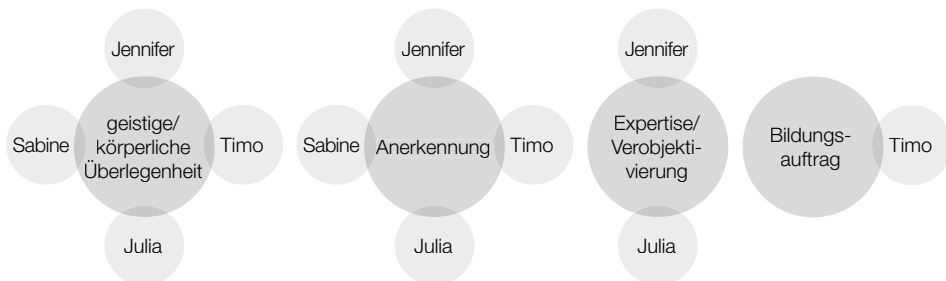 Jennifer
Sabine
geistige/
körperliche
Überlegenheit
Timo
Julia
Jennifer
Sabine
Anerkennung
Timo
Julia
Jennifer
Expertise/
Verobjekti-
vierung
Julia
Bildungs-
auftrag
Timo